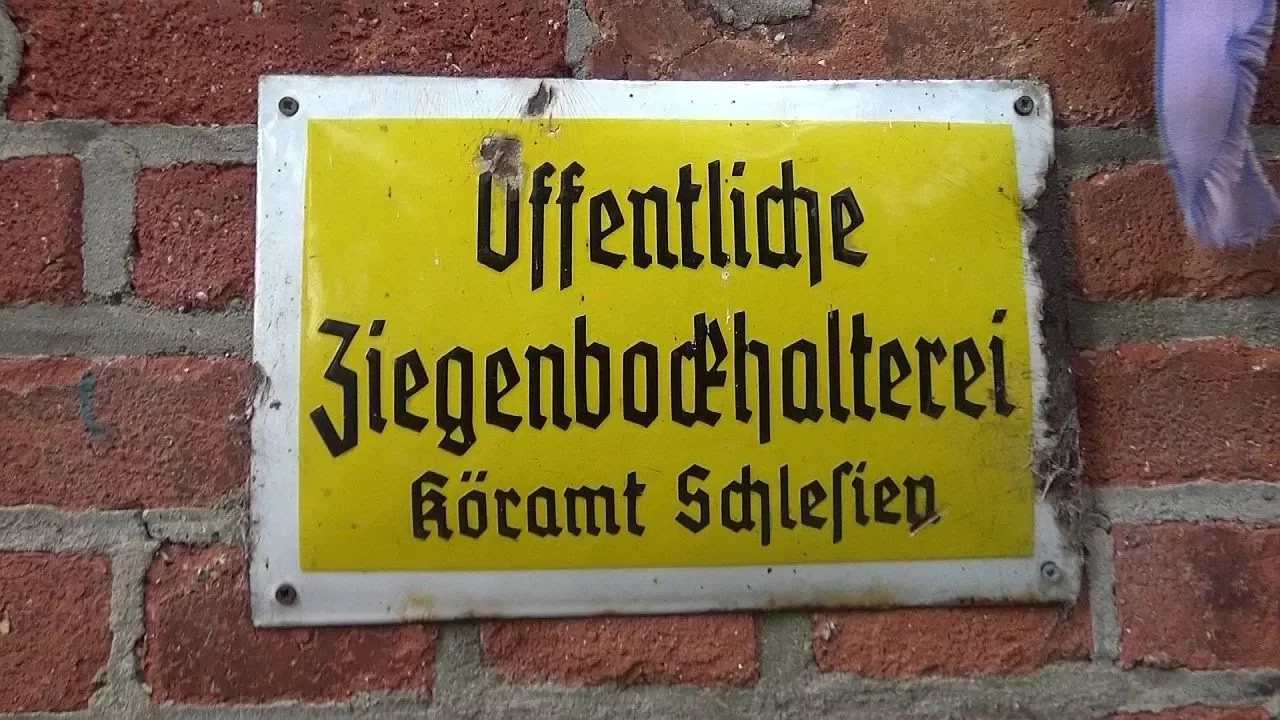 Öffentliche
Ziegenbockhalterei
Köramt Schlesien